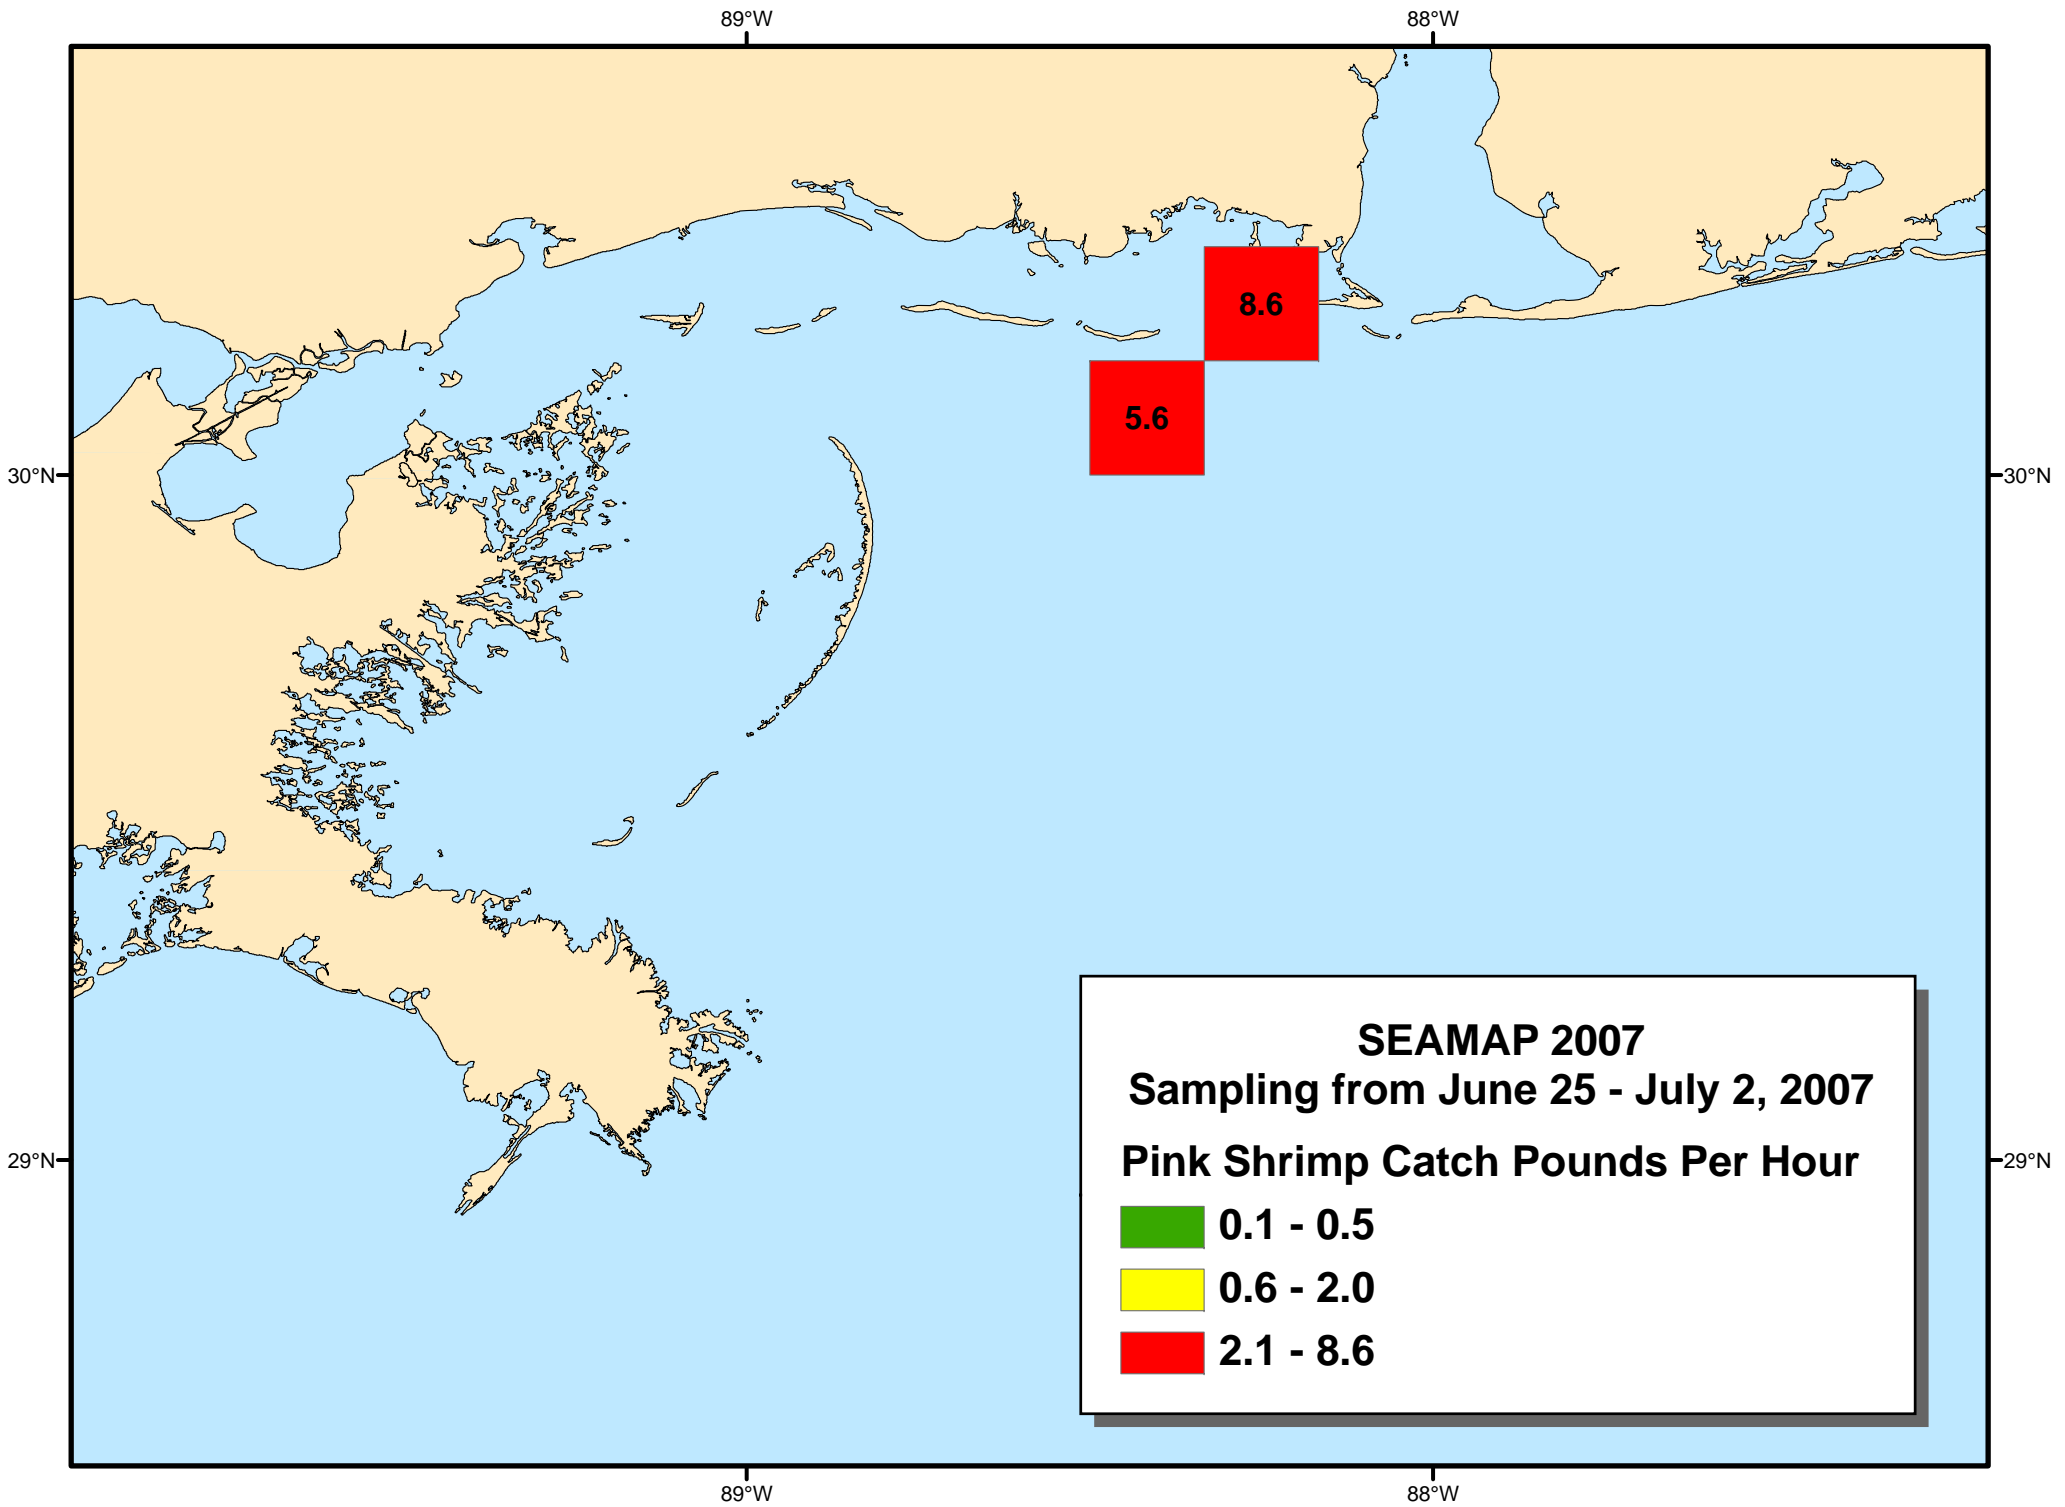 89°W 88°W
8.6
5.6
30°N 30°N
SEAMAP 2007
Sampling from June 25 - July 2, 2007
29°N Pink Shrimp Catch Pounds Per Hour 29°N
0.1 - 0.5
0.6 - 2.0
2.1 - 8.6
89°W 88°W